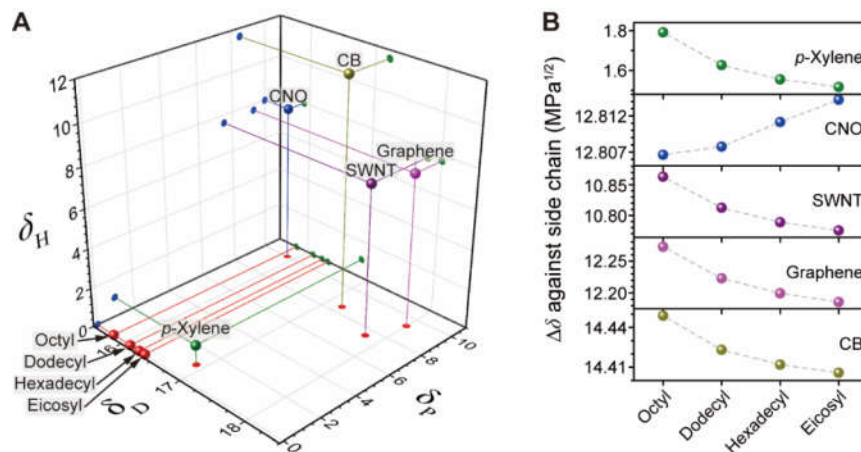 A
12
10
8
6
4
2
0
δH
CB
CNO
Graphene
SWNT
p-Xylene
Octyl
Dodecyl
Hexadecyl
Eicosyl
16
17
18
δD
0
2
4
6
8
10
δP
B
Δδ against side chain (MPa1/2)
1.8
1.6
p-Xylene
12.812
12.807
CNO
10.85
10.80
SWNT
12.25
12.20
Graphene
14.44
14.41
CB
Octyl
Dodecyl
Hexadecyl
Eicosyl